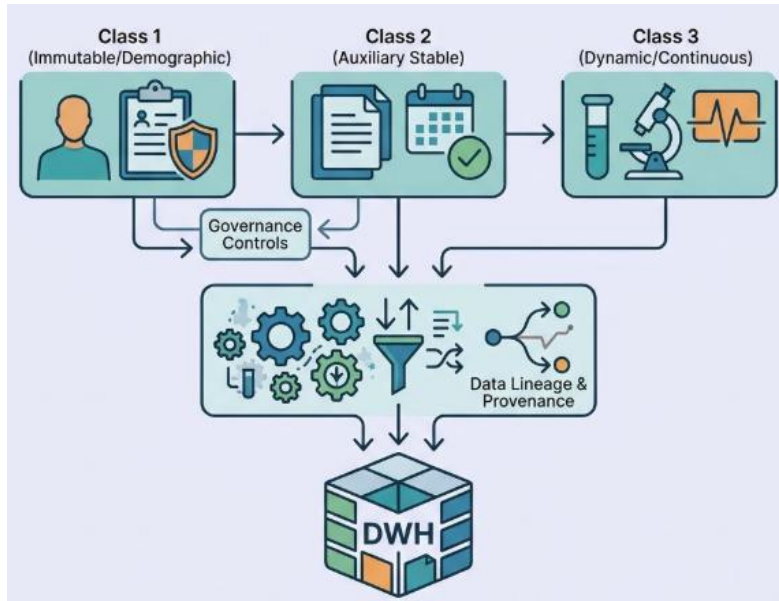 Class 1
(Immutable/Demographic)
Class 2
(Auxiliary Stable)
Class 3
(Dynamic/Continuous)
Governance
Controls
Data Lineage &
Provenance
DWH